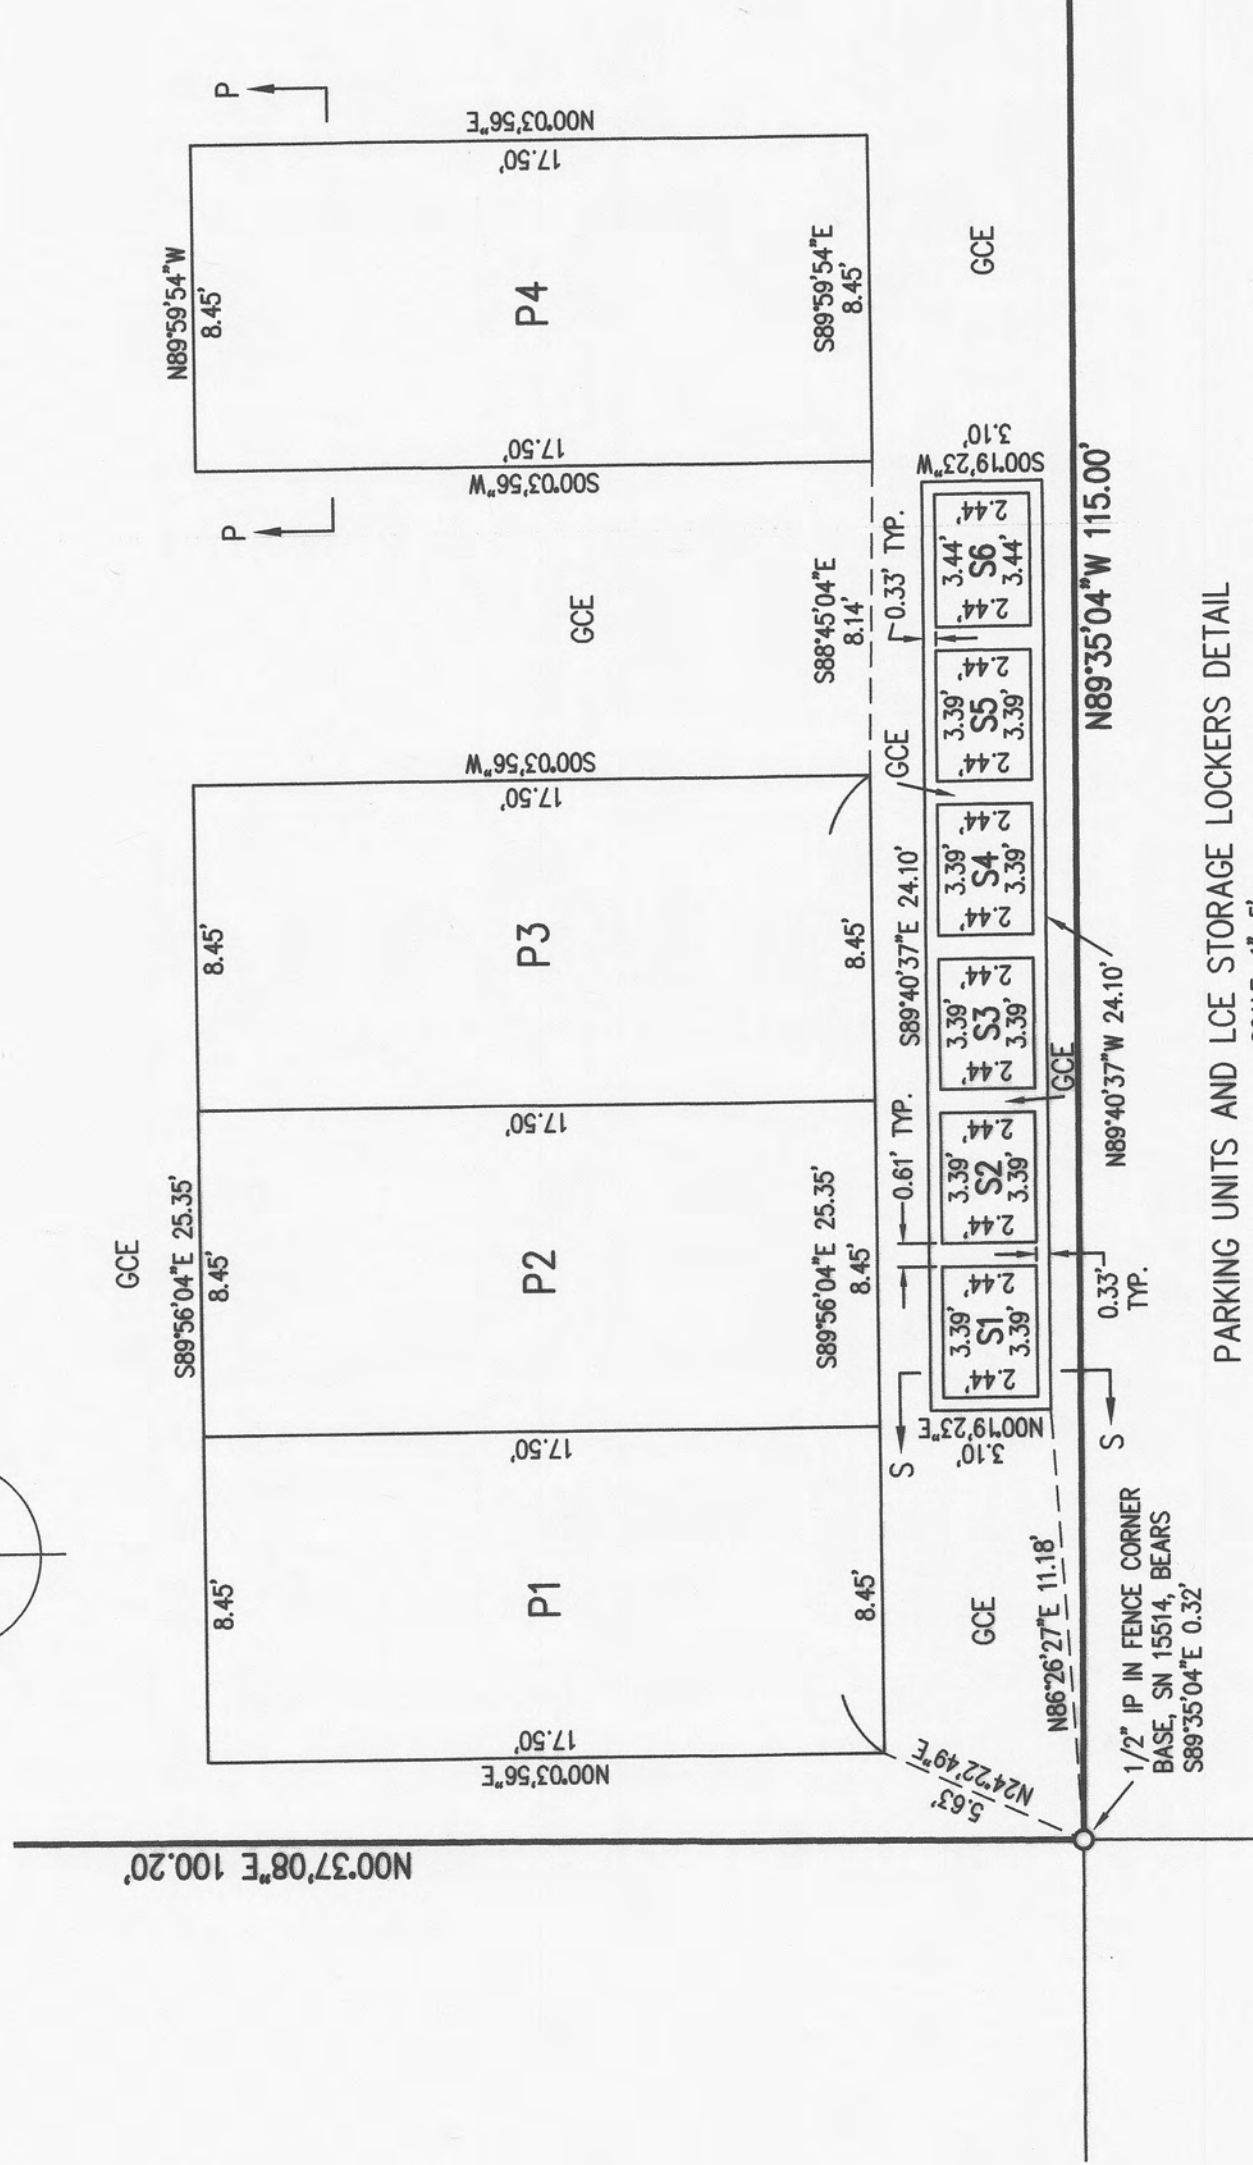 N00°37'08"E 100.20'
GCE
S89°56'04"E 25.35'
8.45'
8.45'
8.45'
N89°59'54"W
8.45'
P
P
N00°03'56"E
17.50'
P1
17.50'
P2
17.50'
P3
17.50'
S00°03'56"W
GCE
S00°03'56"W
17.50'
P4
17.50'
N00°03'56"E
8.45'
S89°56'04"E 25.35'
8.45'
8.45'
S88°45'04"E
8.14'
S89°59'54"E
8.45'
N24°22'49"E
5.63'
GCE
S
0.61' TYP.
S89°40'37"E 24.10'
GCE
0.33' TYP.
N00°19'23"E
3.10'
2.44'
3.39'
S1
3.39'
2.44'
2.44'
3.39'
S2
3.39'
2.44'
2.44'
3.39'
S3
3.39'
2.44'
2.44'
3.39'
S4
3.39'
2.44'
2.44'
3.39'
S5
3.39'
2.44'
2.44'
3.44'
S6
3.44'
2.44'
S00°19'23"W
3.10'
GCE
N86°26'27"E 11.18'
GCE
S
0.33'
TYP.
N89°40'37"W 24.10'
N89°35'04"W 115.00'
1/2" IP IN FENCE CORNER
BASE, SN 15514, BEARS
S89°35'04"E 0.32'
PARKING UNITS AND LCE STORAGE LOCKERS DETAIL